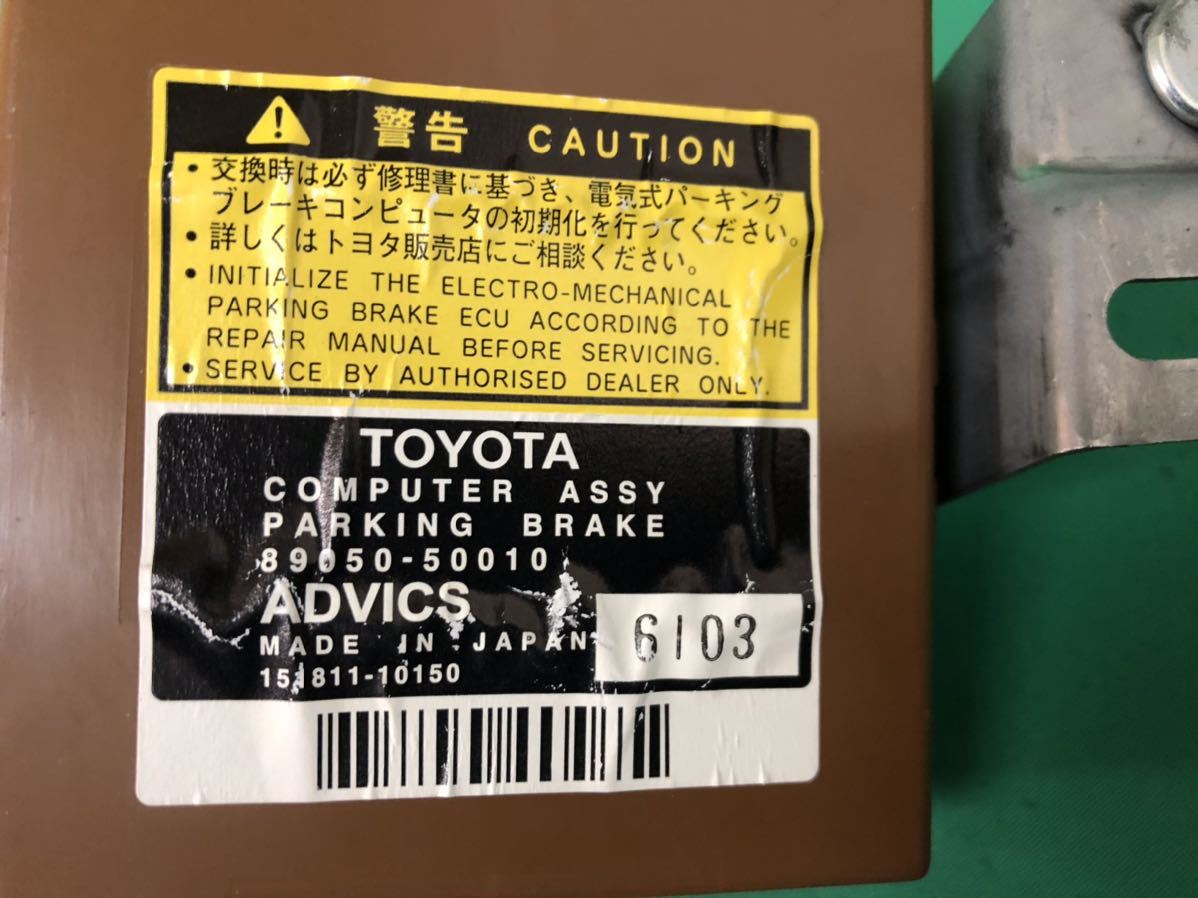 警告 CAUTION
・交換時は必ず修理書に基づき、電気式パーキング
ブレーキコンピュータの初期化を行ってください。
・詳しくはトヨタ販売店にご相談ください。
• INITIALIZE THE ELECTRO-MECHANICAL
PARKING BRAKE ECU ACCORDING TO THE
REPAIR MANUAL BEFORE SERVICING.
• SERVICE BY AUTHORISED DEALER ONLY.
TOYOTA
COMPUTER ASSY
PARKING BRAKE
89050-50010
ADVICS
MADE IN JAPAN
151811-10150
6103